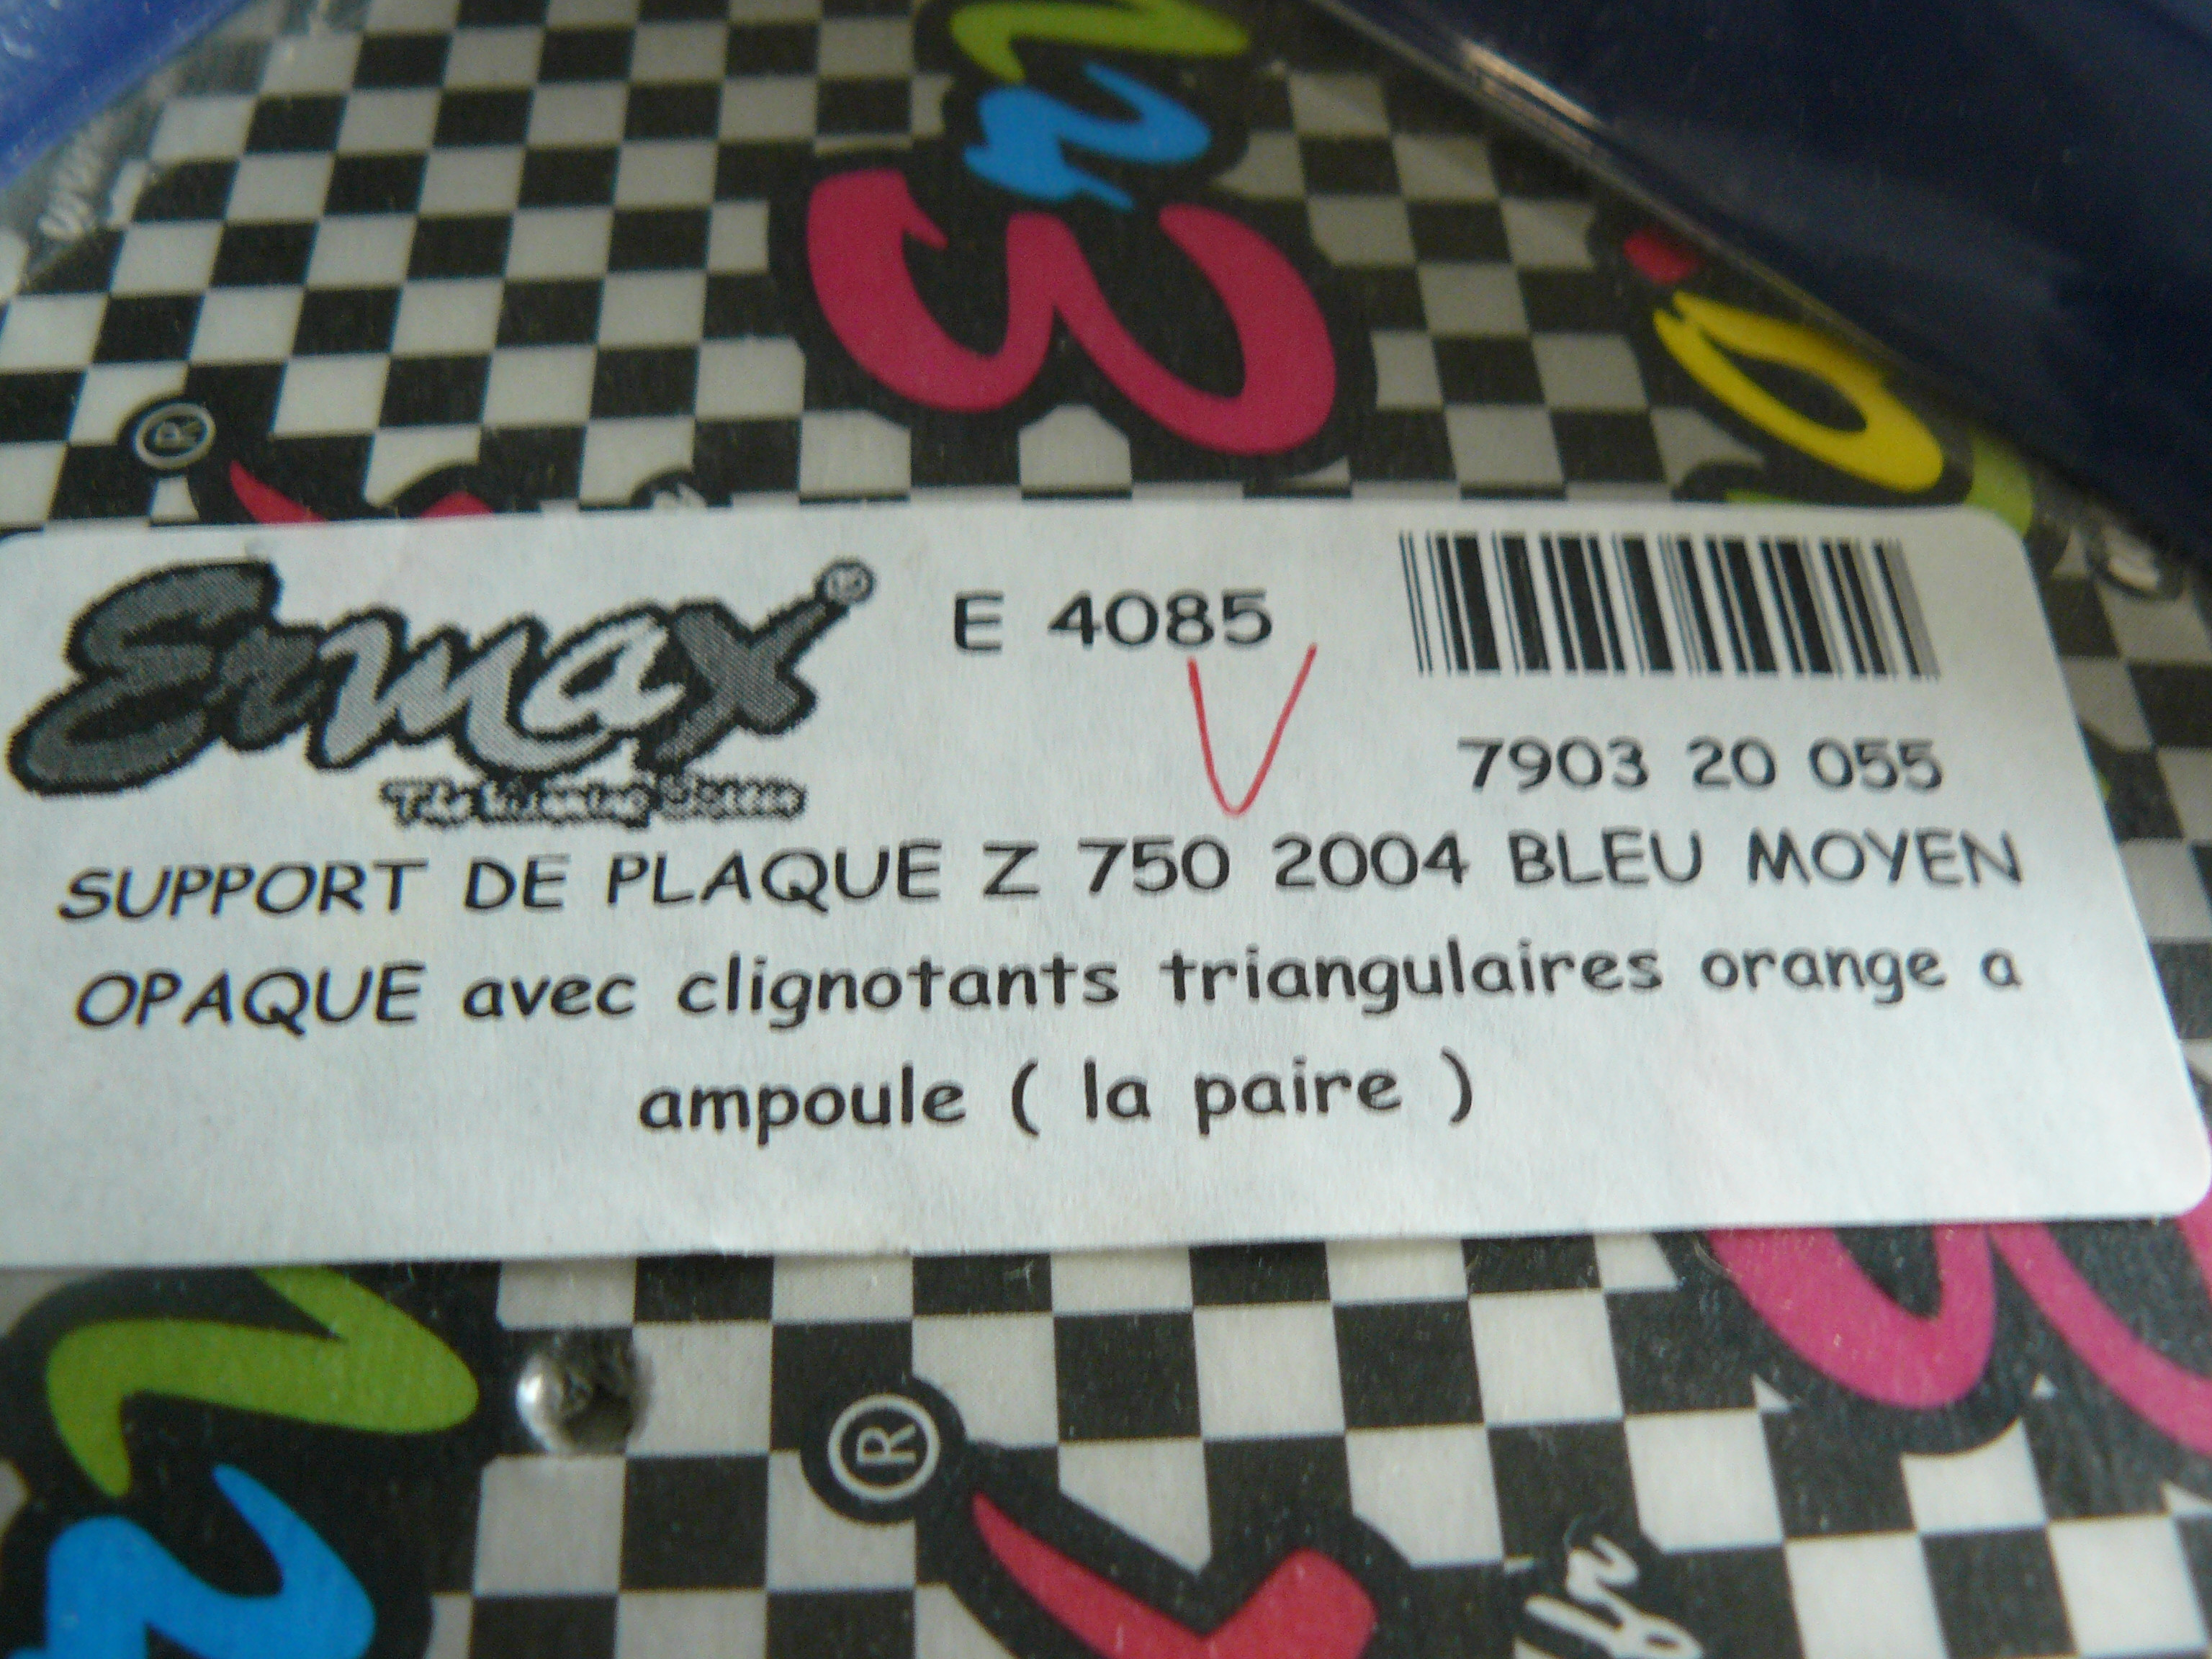 Ermax®
E 4085
7903 20 055
SUPPORT DE PLAQUE Z 750 2004 BLEU MOYEN
OPAQUE avec clignotants triangulaires orange a
ampoule ( la paire )
®
®